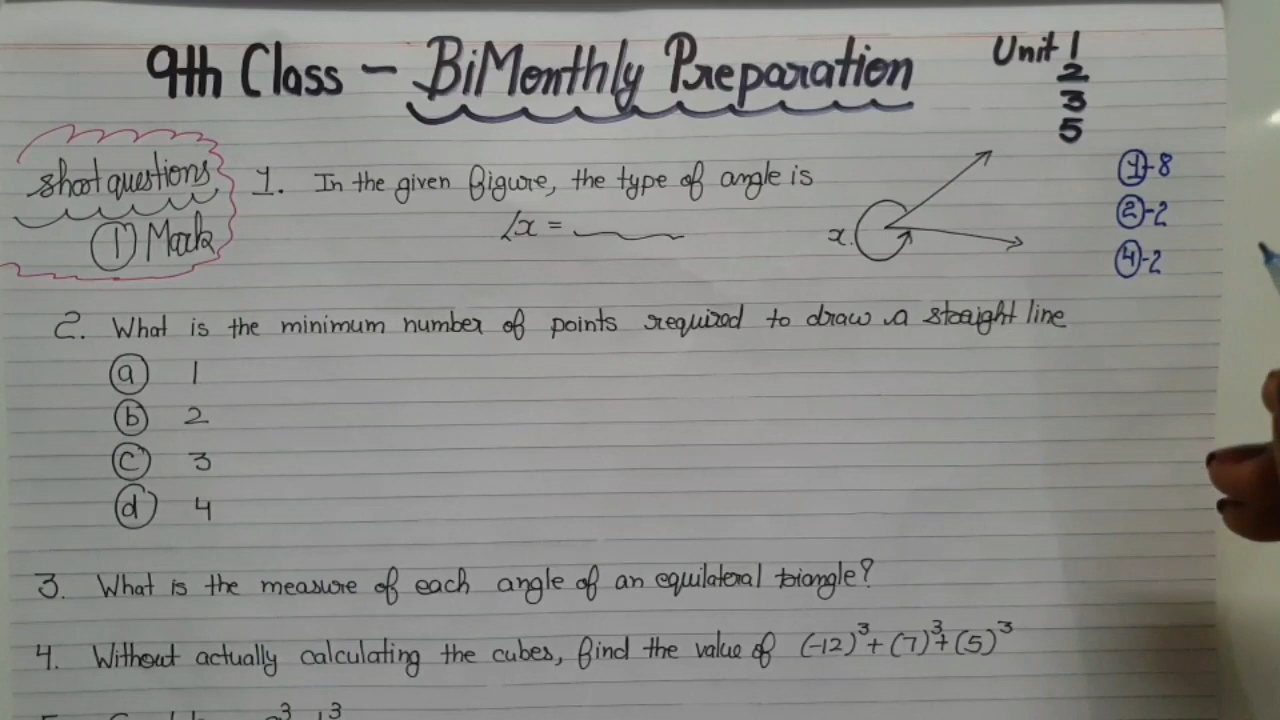 9th Class - BiMonthly Preparation
Unit 1
2
3
5
short questions
① Mark
1. In the given figure, the type of angle is
∠x = ______
x.
①-8
②-2
④-2
2. What is the minimum number of points required to draw a straight line
ⓐ 1
ⓑ 2
ⓒ 3
ⓓ 4
3. What is the measure of each angle of an equilateral triangle?
4. Without actually calculating the cubes, find the value of (-12)³+(7)³+(5)³